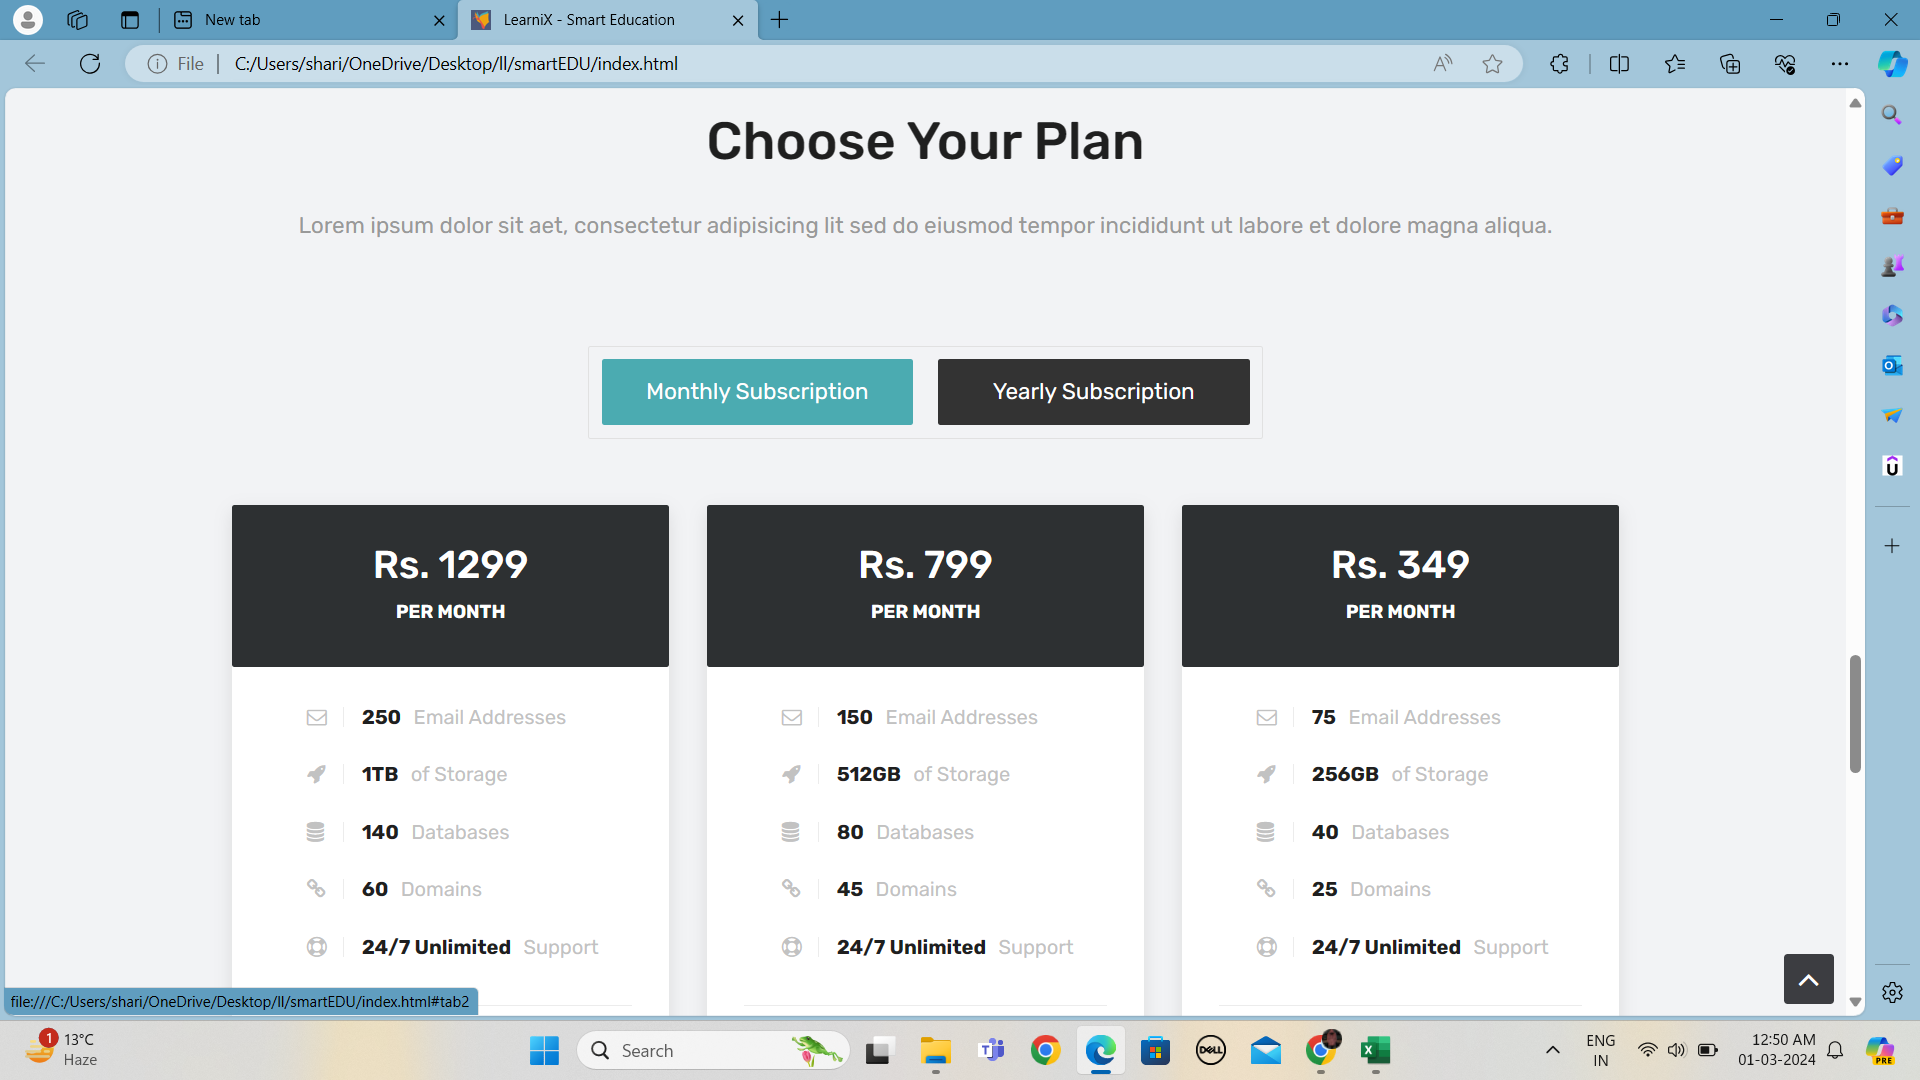 New tab
LearniX - Smart Education
File
C:/Users/shari/OneDrive/Desktop/ll/smartEDU/index.html
Choose Your Plan
Lorem ipsum dolor sit aet, consectetur adipisicing lit sed do eiusmod tempor incididunt ut labore et dolore magna aliqua.
Monthly Subscription
Yearly Subscription
Rs. 1299
PER MONTH
250 Email Addresses
1TB of Storage
140 Databases
60 Domains
24/7 Unlimited Support
Rs. 799
PER MONTH
150 Email Addresses
512GB of Storage
80 Databases
45 Domains
24/7 Unlimited Support
Rs. 349
PER MONTH
75 Email Addresses
256GB of Storage
40 Databases
25 Domains
24/7 Unlimited Support
file:///C:/Users/shari/OneDrive/Desktop/ll/smartEDU/index.html#tab2
1
13°C
Haze
Search
DELL
ENG
IN
12:50 AM
01-03-2024
PRE